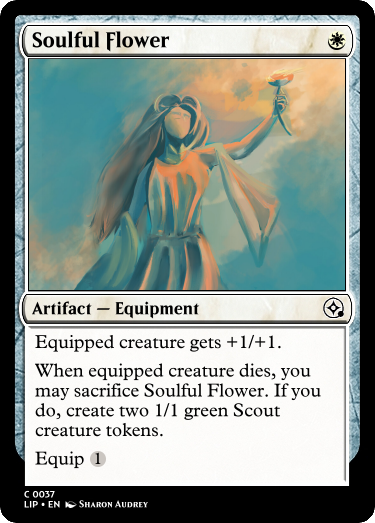 Soulful Flower
Artifact — Equipment
Equipped creature gets +1/+1.
When equipped creature dies, you
may sacrifice Soulful Flower. If you
do, create two 1/1 green Scout
creature tokens.
Equip 1
C 0037
LIP • EN Sharon Audrey